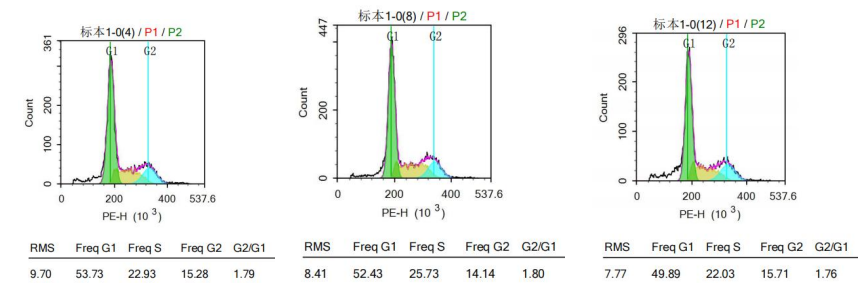 标本1-0(4) / P1 / P2
361
G1 G2
200
100
0
Count
0 200 400 537.6
PE-H (10 3)
RMS Freq G1 Freq S Freq G2 G2/G1
9.70 53.73 22.93 15.28 1.79
标本1-0(8) / P1 / P2
447
G1 G2
200
0
Count
0 200 400 537.6
PE-H (10 3)
RMS Freq G1 Freq S Freq G2 G2/G1
8.41 52.43 25.73 14.14 1.80
标本1-0(12) / P1 / P2
296
G1 G2
200
100
0
Count
0 200 400 537.6
PE-H (10 3)
RMS Freq G1 Freq S Freq G2 G2/G1
7.77 49.89 22.03 15.71 1.76